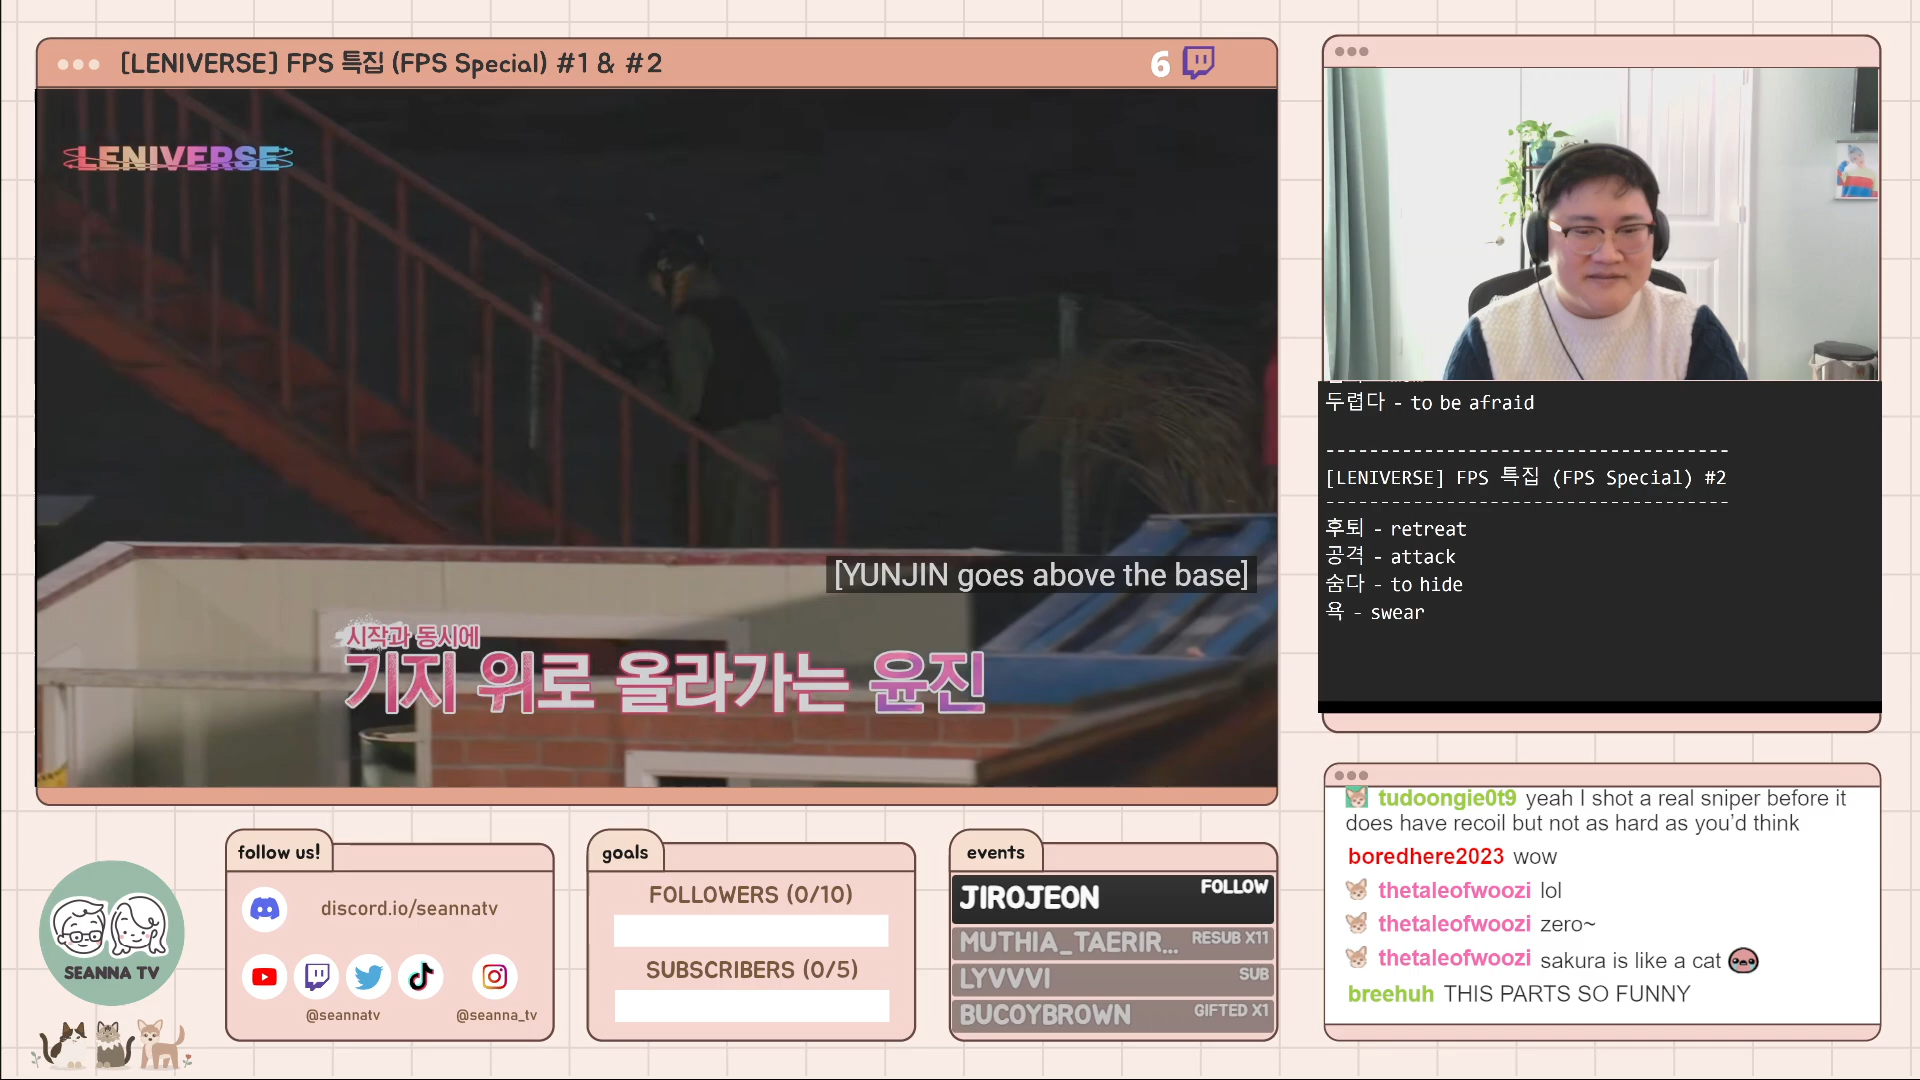 [LENIVERSE] FPS 특집 (FPS Special) #1 & #2
6
LENIVERSE
[YUNJIN goes above the base]
시작과 동시에
기지 위로 올라가는 윤진
두렵다 - to be afraid
-----------------------------------
[LENIVERSE] FPS 특집 (FPS Special) #2
-----------------------------------
후퇴 - retreat
공격 - attack
숨다 - to hide
욕 - swear
tudoongie0t9 yeah I shot a real sniper before it
does have recoil but not as hard as you'd think
boredhere2023 wow
thetaleofwoozi lol
thetaleofwoozi zero~
thetaleofwoozi sakura is like a cat
breehuh THIS PARTS SO FUNNY
SEANNA TV
follow us!
discord.io/seannatv
@seannatv
@seanna_tv
goals
FOLLOWERS (0/10)
SUBSCRIBERS (0/5)
events
JIROJEON FOLLOW
MUTHIA_TAERIR... RESUB X11
LYVVVI SUB
BUCOYBROWN GIFTED X1